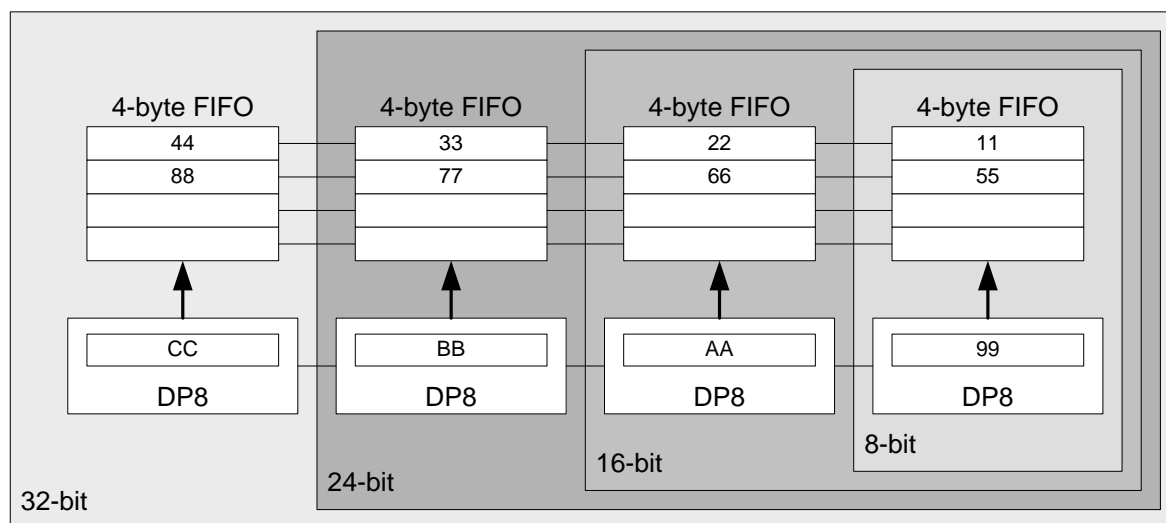 4-byte FIFO 4-byte FIFO 4-byte FIFO 4-byte FIFO
44 33 22 11
88 77 66 55
CC BB AA 99
DP8 DP8 DP8 DP8
8-bit
16-bit
24-bit
32-bit